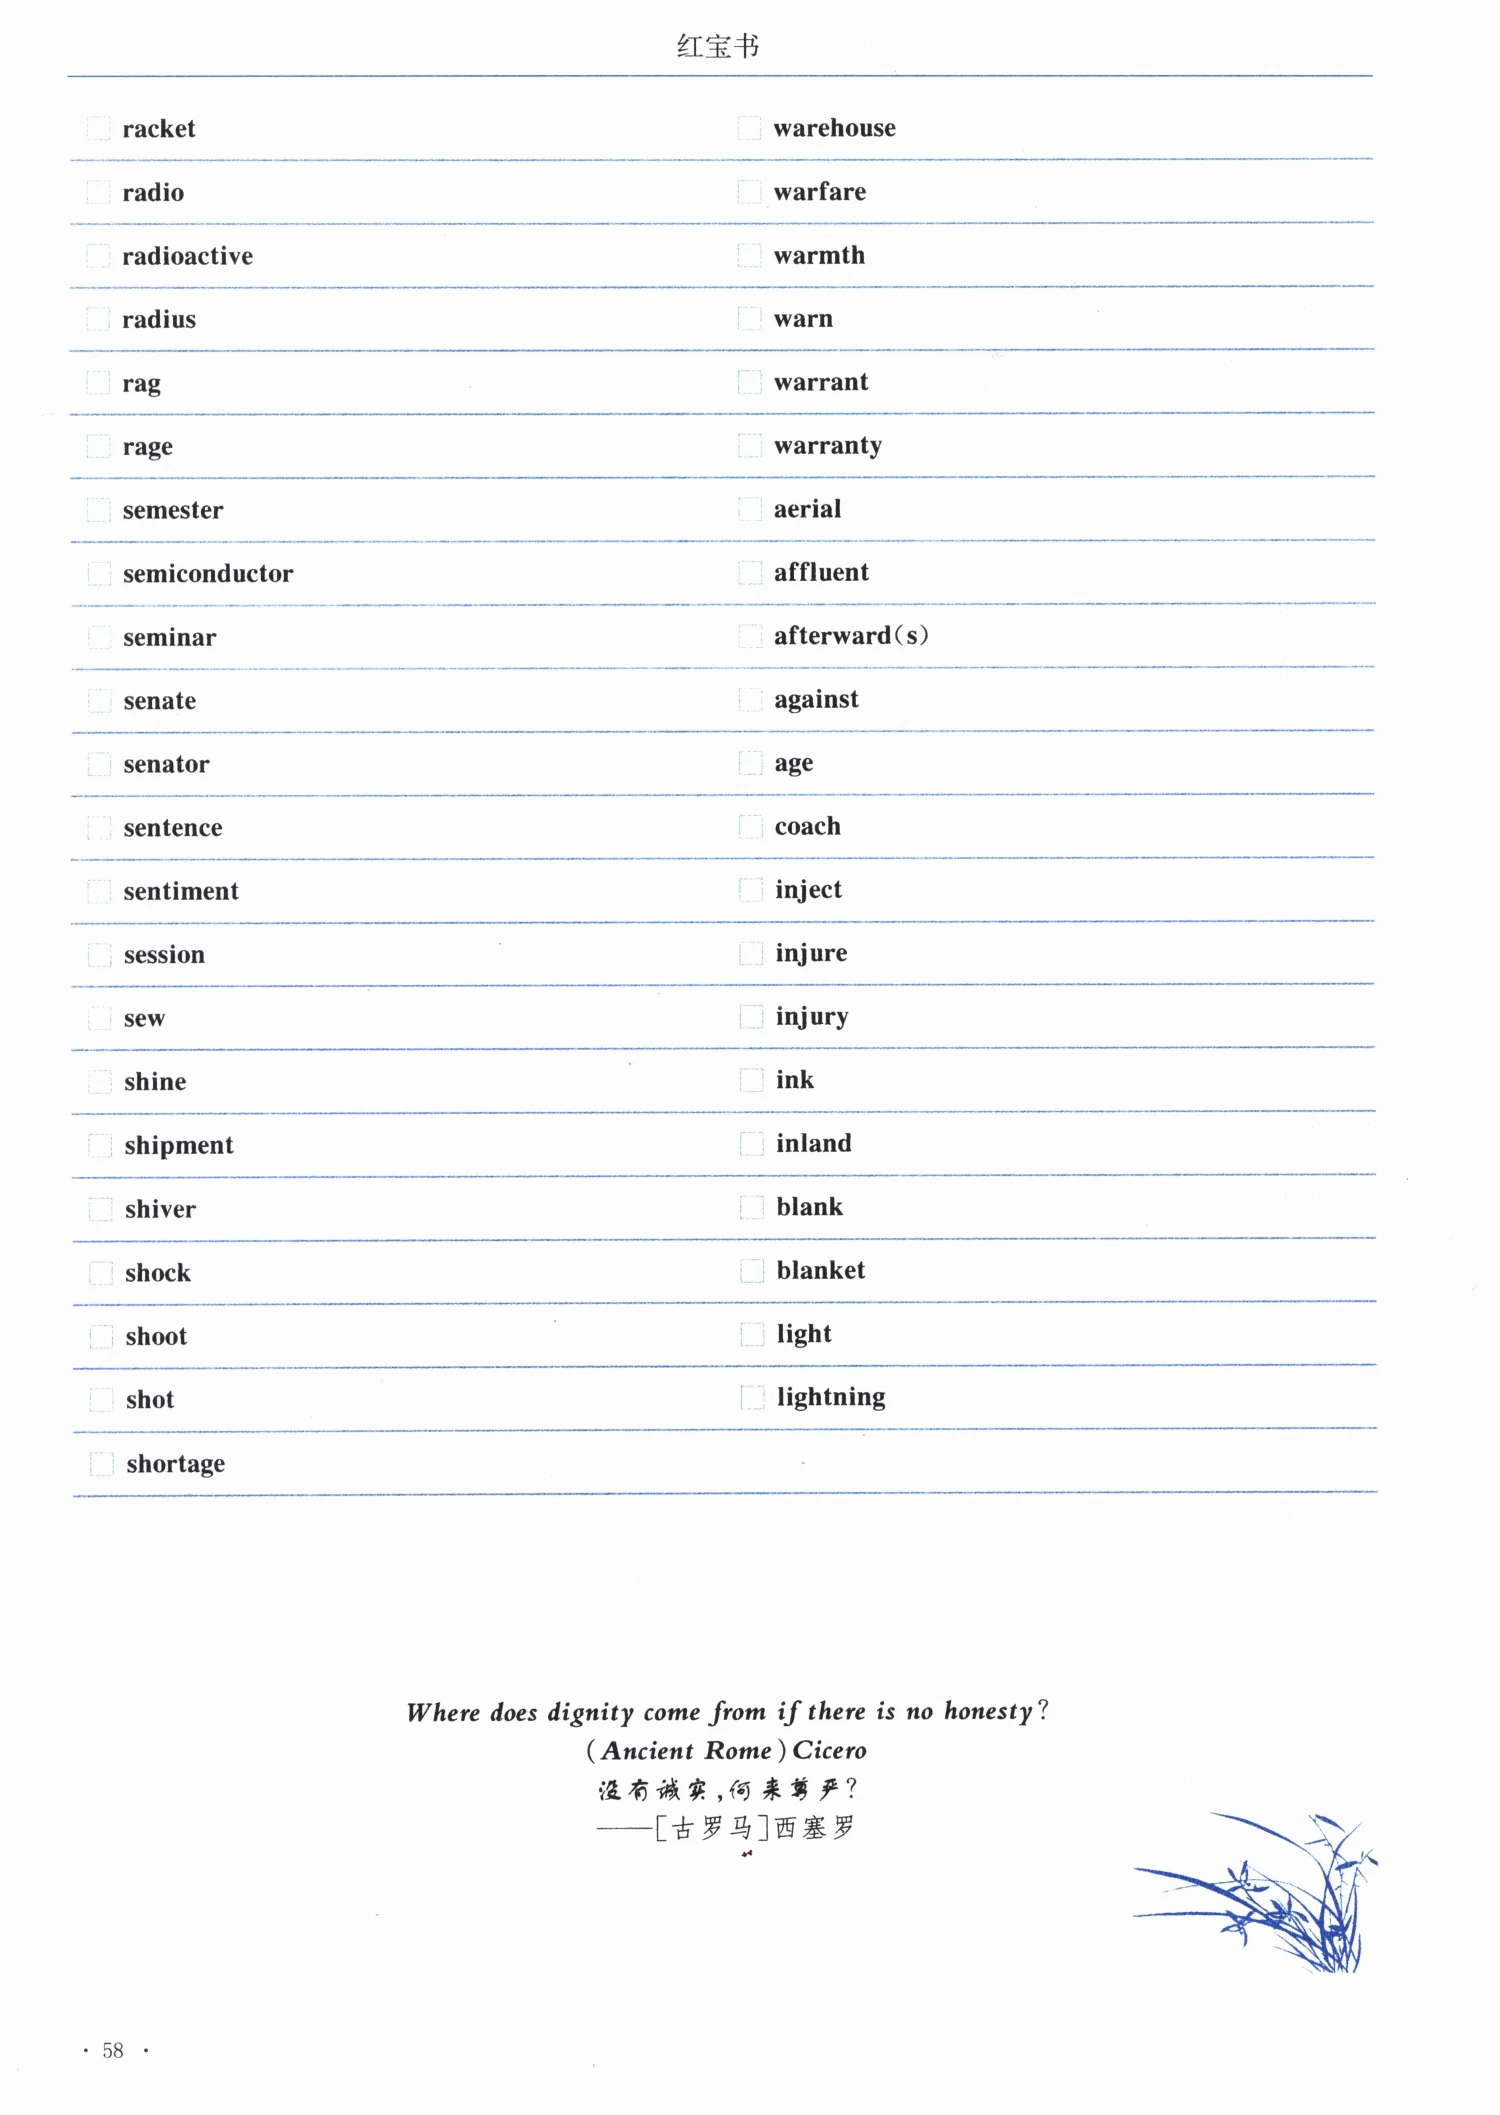 红宝书
racket
radio
radioactive
radius
rag
rage
semester
semiconductor
seminar
senate
senator
sentence
sentiment
session
sew
shine
shipment
shiver
shock
shoot
shot
shortage
warehouse
warfare
warmth
warn
warrant
warranty
aerial
affluent
afterward(s)
against
age
coach
inject
injure
injury
ink
inland
blank
blanket
light
lightning
Where does dignity come from if there is no honesty?
(Ancient Rome) Cicero
没有诚实,何来尊严?
——[古罗马]西塞罗
· 58 ·